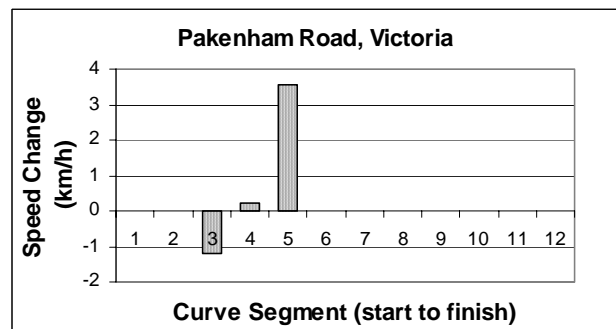 Pakenham Road, Victoria
Speed Change
(km/h)
4
3
2
1
0
-1
-2
1 2 3 4 5 6 7 8 9 10 11 12
Curve Segment (start to finish)